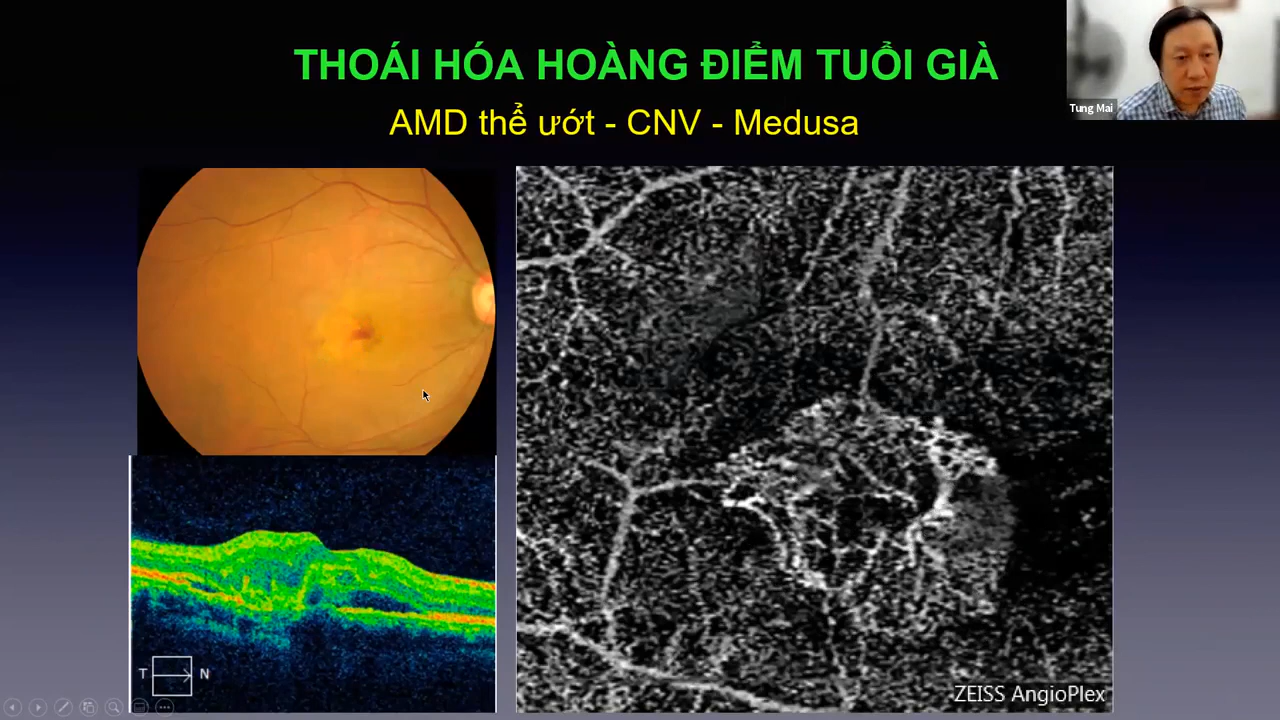 THOÁI HÓA HOÀNG ĐIỂM TUỔI GIÀ
AMD thể ướt - CNV - Medusa
Tung Mai
T N
ZEISS AngioPlex